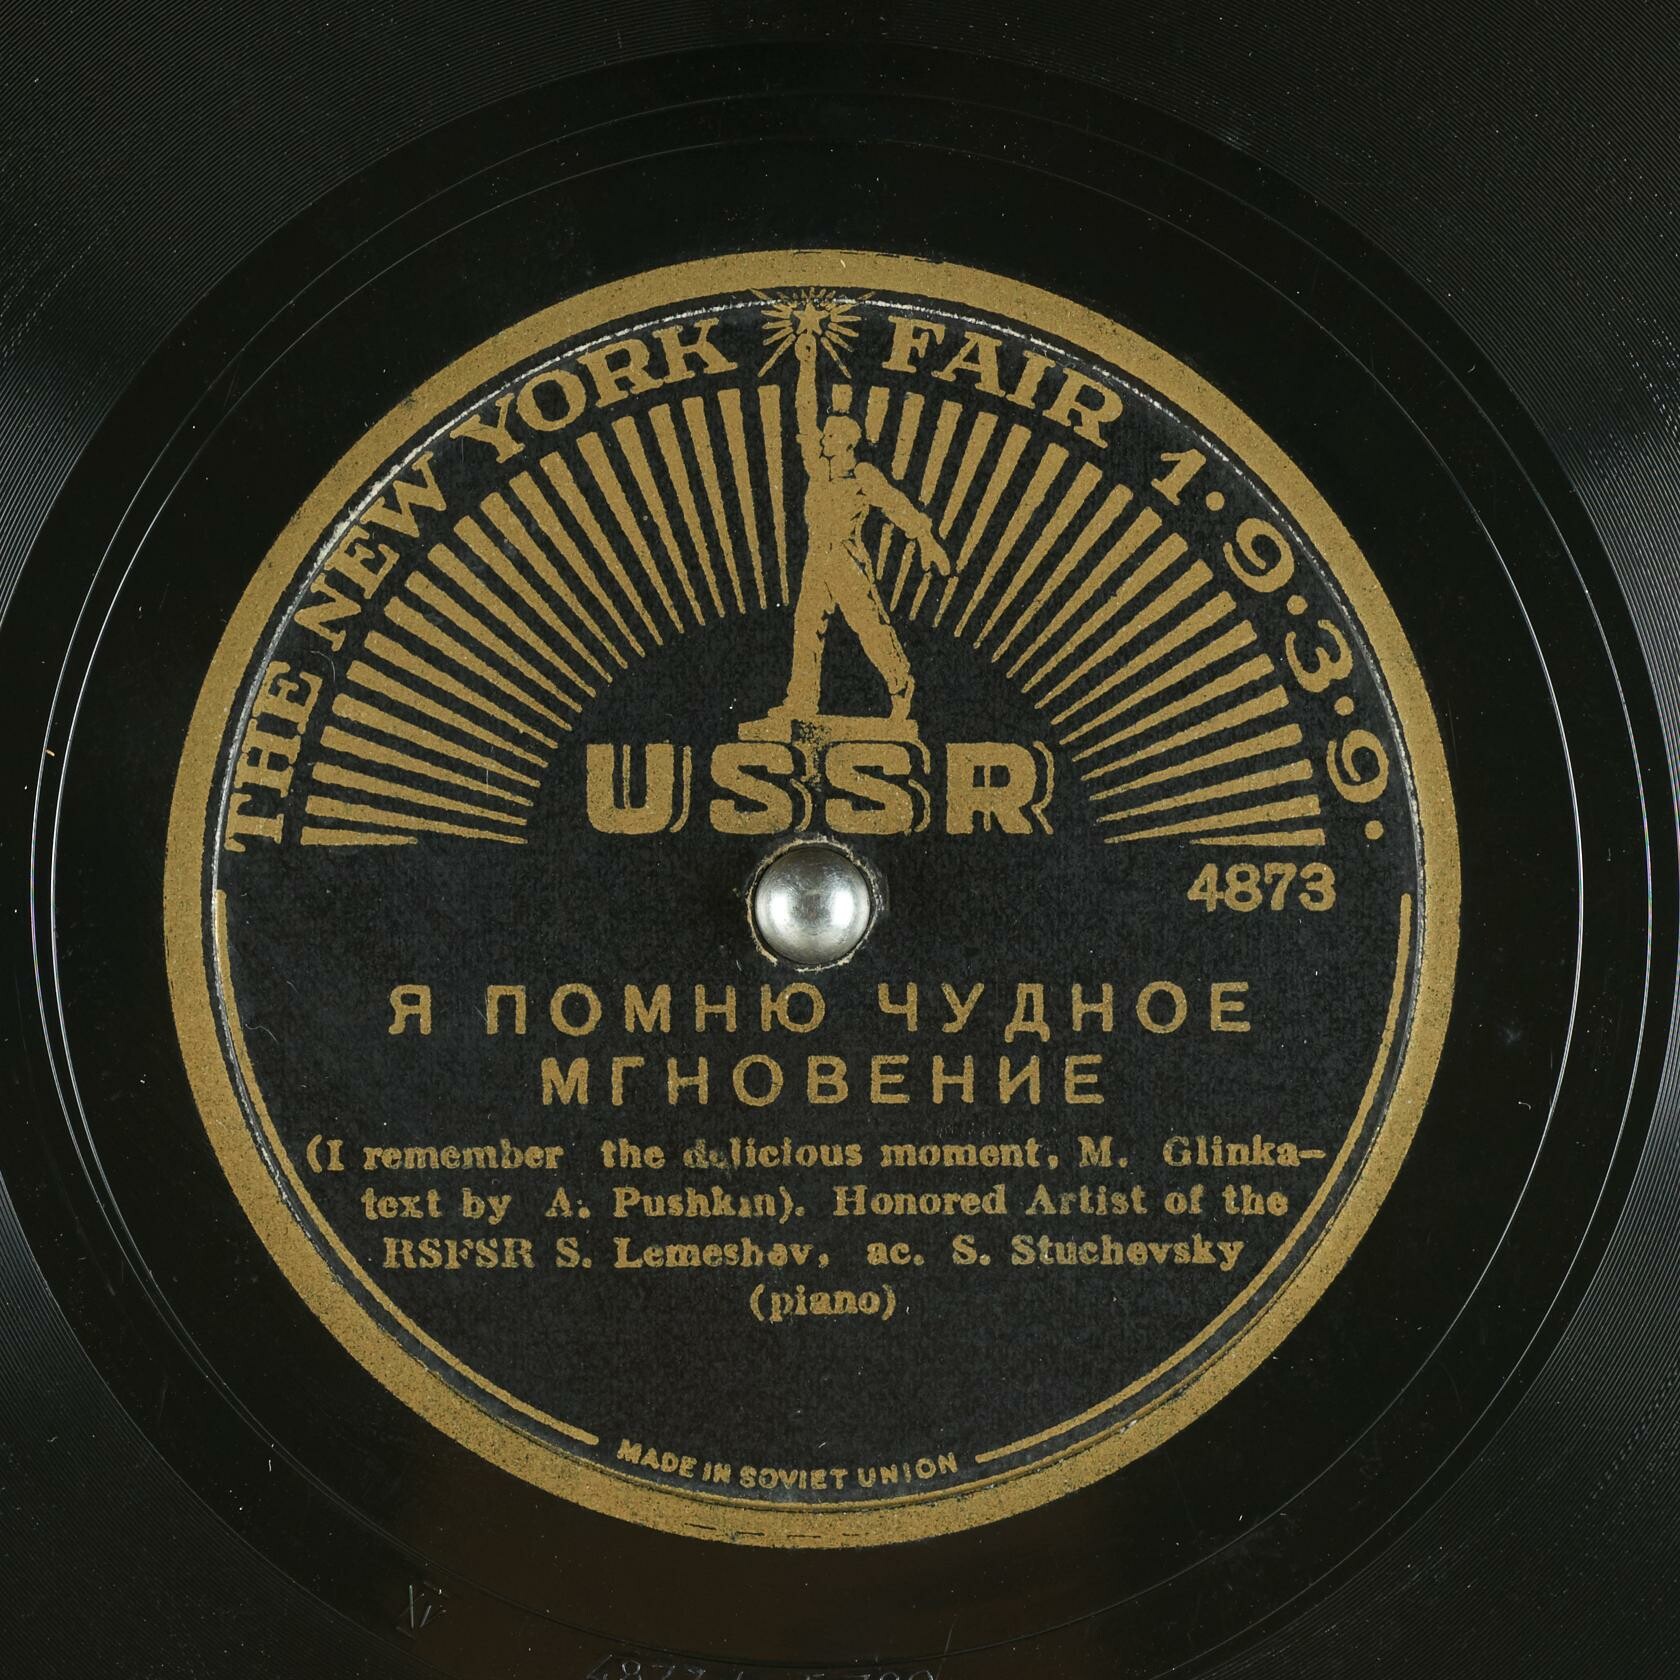 THE NEW YORK FAIR 1·9·3·9·
USSR
4873
Я ПОМНЮ ЧУДНОЕ
МГНОВЕНИЕ
(I remember the delicious moment, M. Glinka-
text by A. Pushkin). Honored Artist of the
RSFSR S. Lemeshev, ac. S. Stuchevsky
(piano)
MADE IN SOVIET UNION
XV